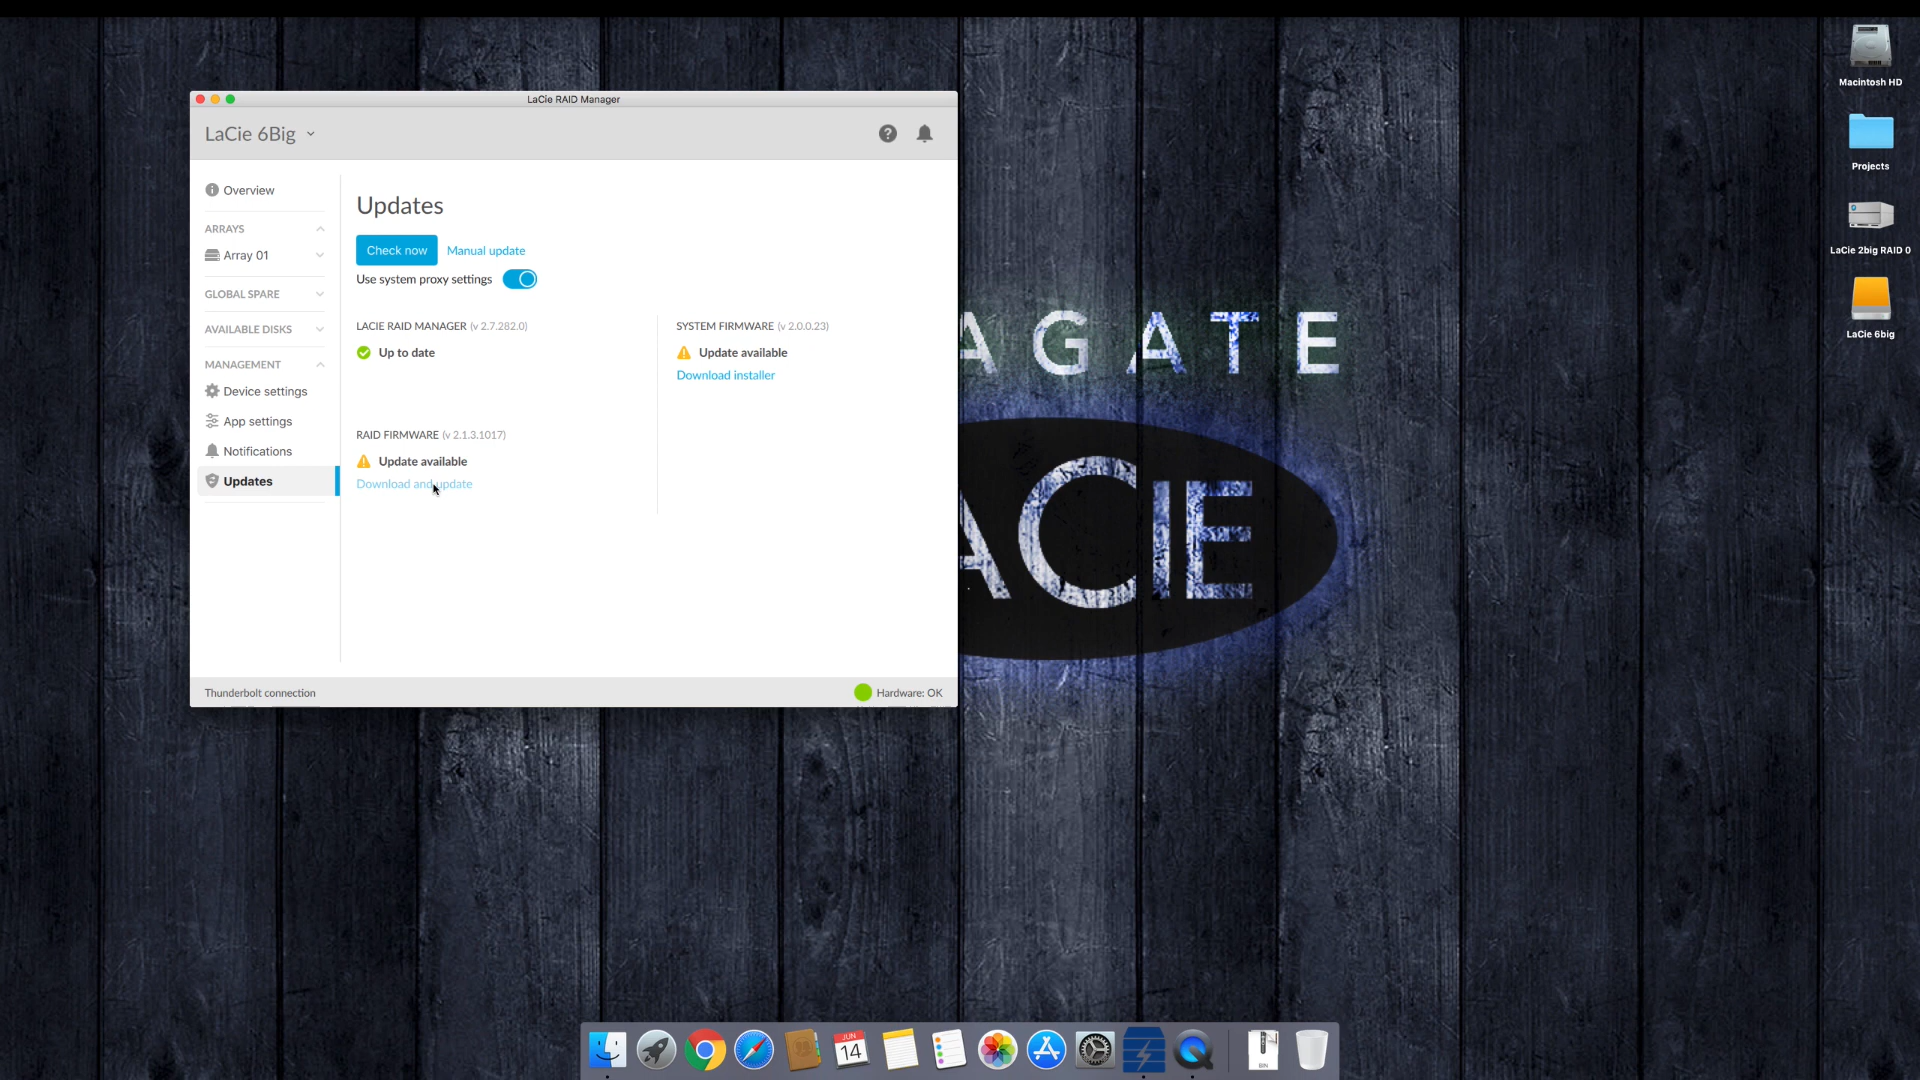 LaCie RAID Manager
LaCie 6Big
Overview
ARRAYS
Array 01
GLOBAL SPARE
AVAILABLE DISKS
MANAGEMENT
Device settings
App settings
Notifications
Updates
Updates
Check now
Manual update
Use system proxy settings
LACIE RAID MANAGER (v 2.7.282.0)
Up to date
SYSTEM FIRMWARE (v 2.0.0.23)
Update available
Download installer
RAID FIRMWARE (v 2.1.3.1017)
Update available
Download and update
Thunderbolt connection
Hardware: OK
AGATE
ACIE
Macintosh HD
Projects
LaCie 2big RAID 0
LaCie 6big
JUN
14
BIN